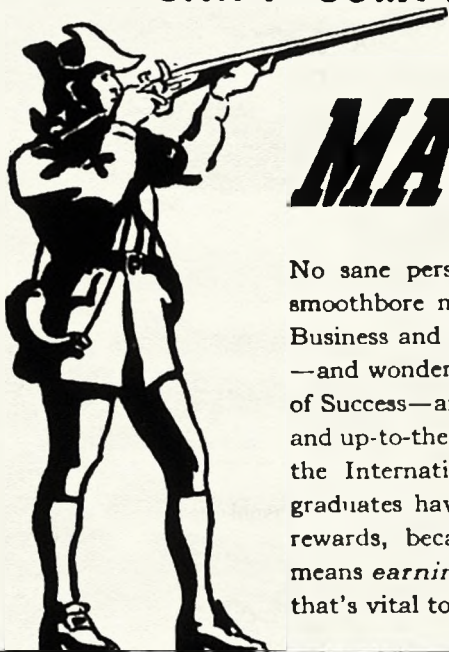 MA
No sane pers
smoothbore m
Business and
—and wonder
of Success—a
and up-to-the
the Internati
graduates hav
rewards, beca
means earnin
that's vital to